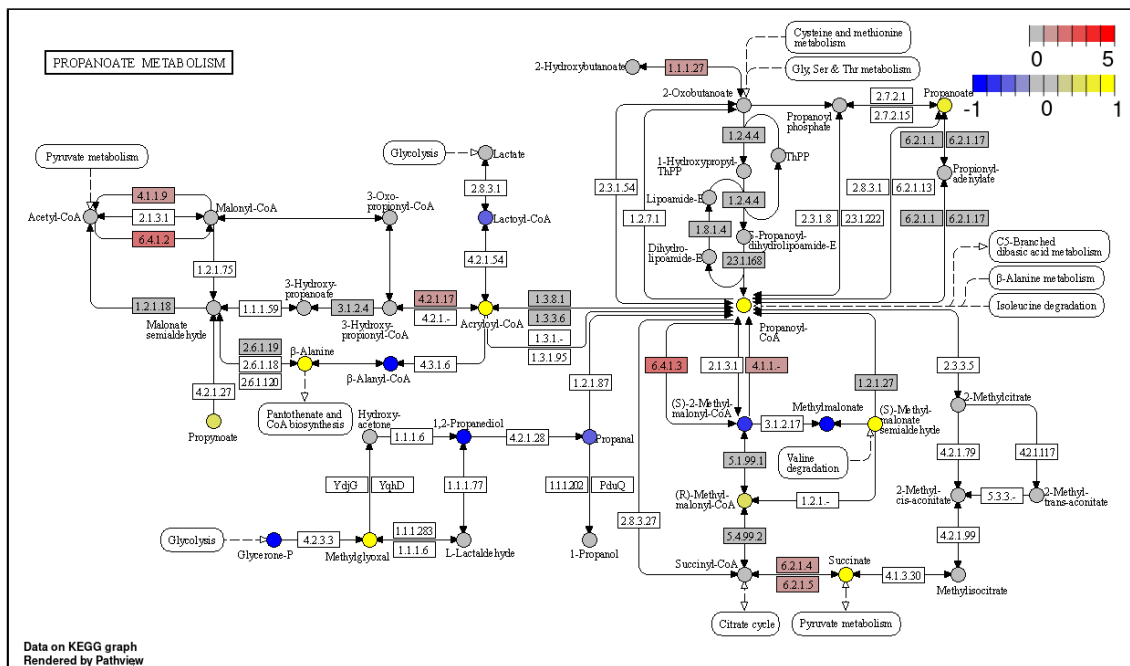 PROPANOATE METABOLISM
0
5
-1
0
1
Cysteine and methionine
metabolism
Gly, Ser & Thr metabolism
2-Hydroxybutanoate
1.1.1.27
2-Oxobutanoate
2.7.2.1
2.7.2.15
Propanoyl
phosphate
Propanoate
1.2.4.4
ThPP
1-Hydroxypropyl-
ThPP
6.2.1.1
6.2.1.17
Propionyl-
adenylate
2.3.1.54
1.2.7.1
Lipoamide-E
1.2.4.4
1.8.1.4
Dihydro-
lipoamide-E
S-Propanoyl-
dihydrolipoamide-E
2.3.1.168
2.3.1.8
2.3.1.222
2.8.3.1
6.2.1.13
6.2.1.1
6.2.1.17
C5-Branched
dibasic acid metabolism
β-Alanine metabolism
Isoleucine degradation
Pyruvate metabolism
Glycolysis
Lactate
2.8.3.1
Lactoyl-CoA
4.2.1.54
Acetyl-CoA
4.1.1.9
2.1.3.1
6.4.1.2
Malonyl-CoA
3-Oxo-
propionyl-CoA
1.2.1.75
1.2.1.18
Malonate
semialdehyde
1.1.1.59
3-Hydroxy-
propanoate
3.1.2.4
3-Hydroxy-
propionyl-CoA
4.2.1.17
4.2.1.-
Acryloyl-CoA
1.3.8.1
1.3.3.6
1.3.1.-
1.3.1.95
Propanoyl-
CoA
2.6.1.19
2.6.1.18
2.6.1.120
β-Alanine
β-Alanyl-CoA
4.3.1.6
4.2.1.27
Propynoate
Pantothenate and
CoA biosynthesis
1.2.1.87
6.4.1.3
2.1.3.1
4.1.1.-
1.2.1.27
2.3.3.5
(S)-2-Methyl-
malonyl-CoA
3.1.2.17
Methylmalonate
(S)-Methyl-
malonate
semialdehyde
2-Methylcitrate
Valine
degradation
5.1.99.1
4.2.1.79
4.2.1.117
(R)-Methyl-
malonyl-CoA
1.2.1.-
2-Methyl-
cis-aconitate
5.3.3.-
2-Methyl-
trans-aconitate
2.8.3.27
5.4.99.2
4.2.1.99
Succinyl-CoA
6.2.1.4
6.2.1.5
Succinate
4.1.3.30
Methylisocitrate
Citrate cycle
Pyruvate metabolism
Hydroxy-
acetone
1.1.1.6
1,2-Propanediol
4.2.1.28
Propanal
YdjG
YqhD
1.1.1.77
1.1.1.202
PduQ
Glycolysis
Glycerone-P
4.2.3.3
Methylglyoxal
1.1.1.283
1.1.1.6
L-Lactaldehyde
1-Propanol
Data on KEGG graph
Rendered by Pathview